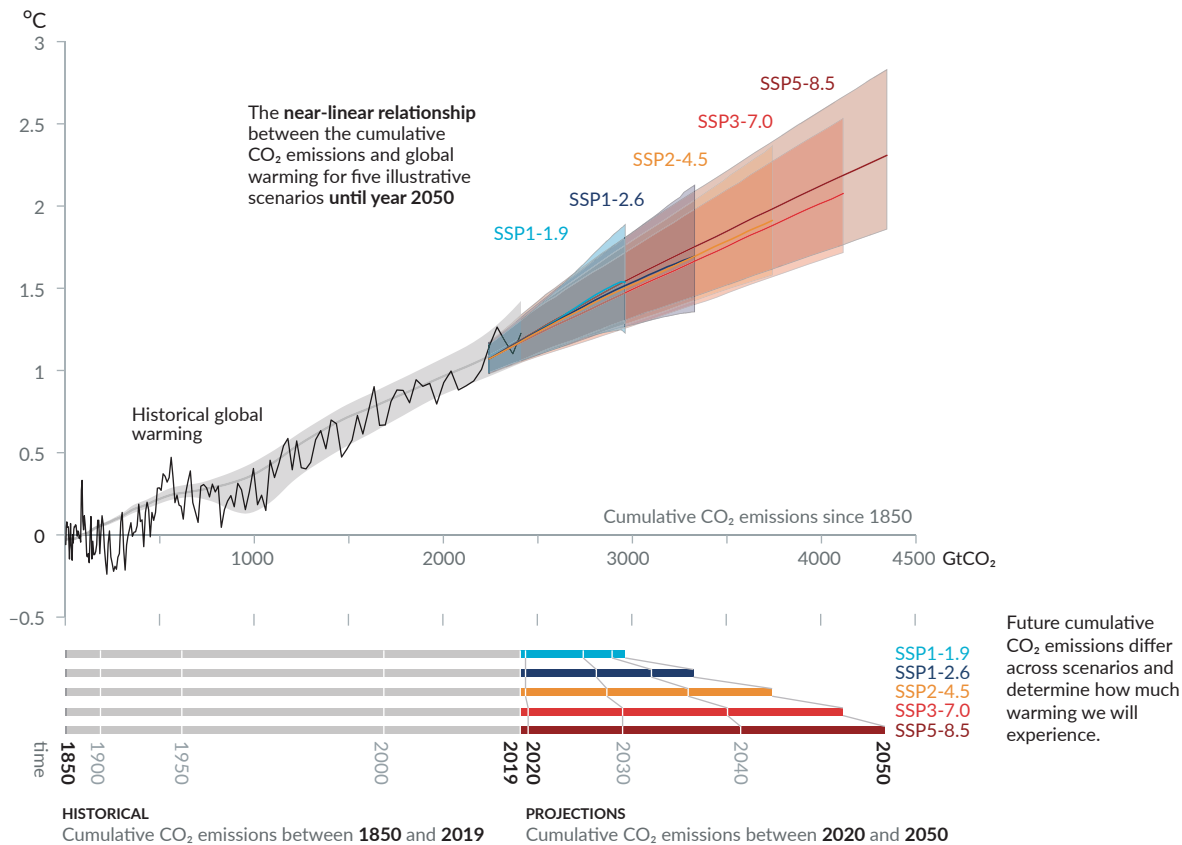 °C
3
2.5
2
1.5
1
0.5
0
−0.5
The near-linear relationship
between the cumulative
CO₂ emissions and global
warming for five illustrative
scenarios until year 2050
SSP5-8.5
SSP3-7.0
SSP2-4.5
SSP1-2.6
SSP1-1.9
Historical global
warming
Cumulative CO₂ emissions since 1850
1000
2000
3000
4000
4500
GtCO₂
Future cumulative
CO₂ emissions differ
across scenarios and
determine how much
warming we will
experience.
SSP1-1.9
SSP1-2.6
SSP2-4.5
SSP3-7.0
SSP5-8.5
time
1850
1900
1950
2000
2019
2020
2030
2040
2050
HISTORICAL
Cumulative CO₂ emissions between 1850 and 2019
PROJECTIONS
Cumulative CO₂ emissions between 2020 and 2050